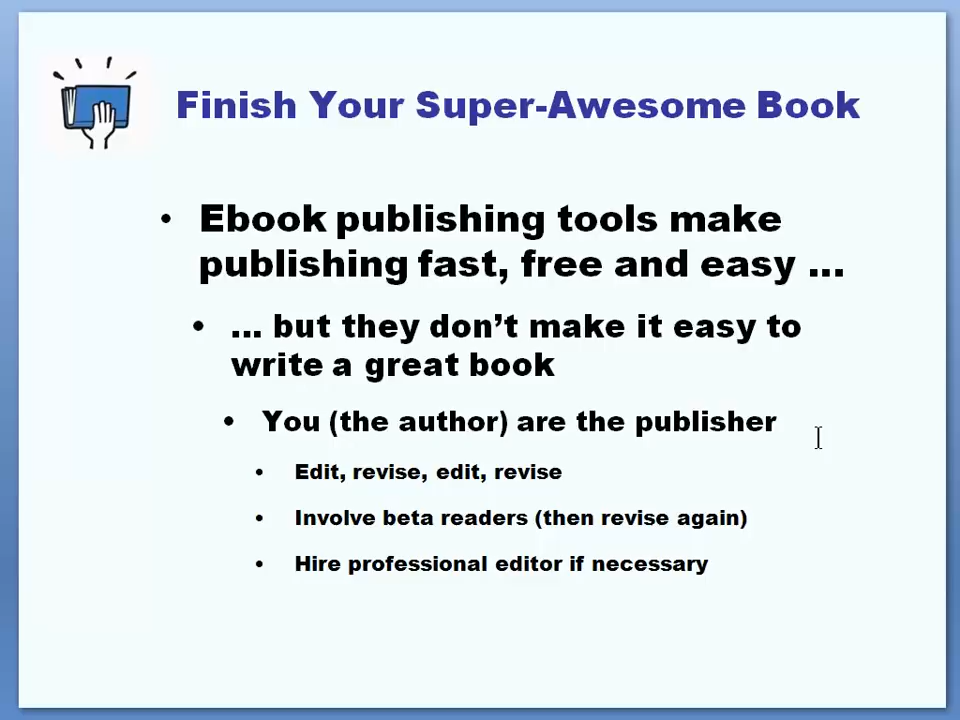 Finish Your Super-Awesome Book
• Ebook publishing tools make
publishing fast, free and easy ...
• ... but they don’t make it easy to
write a great book
• You (the author) are the publisher
• Edit, revise, edit, revise
• Involve beta readers (then revise again)
• Hire professional editor if necessary